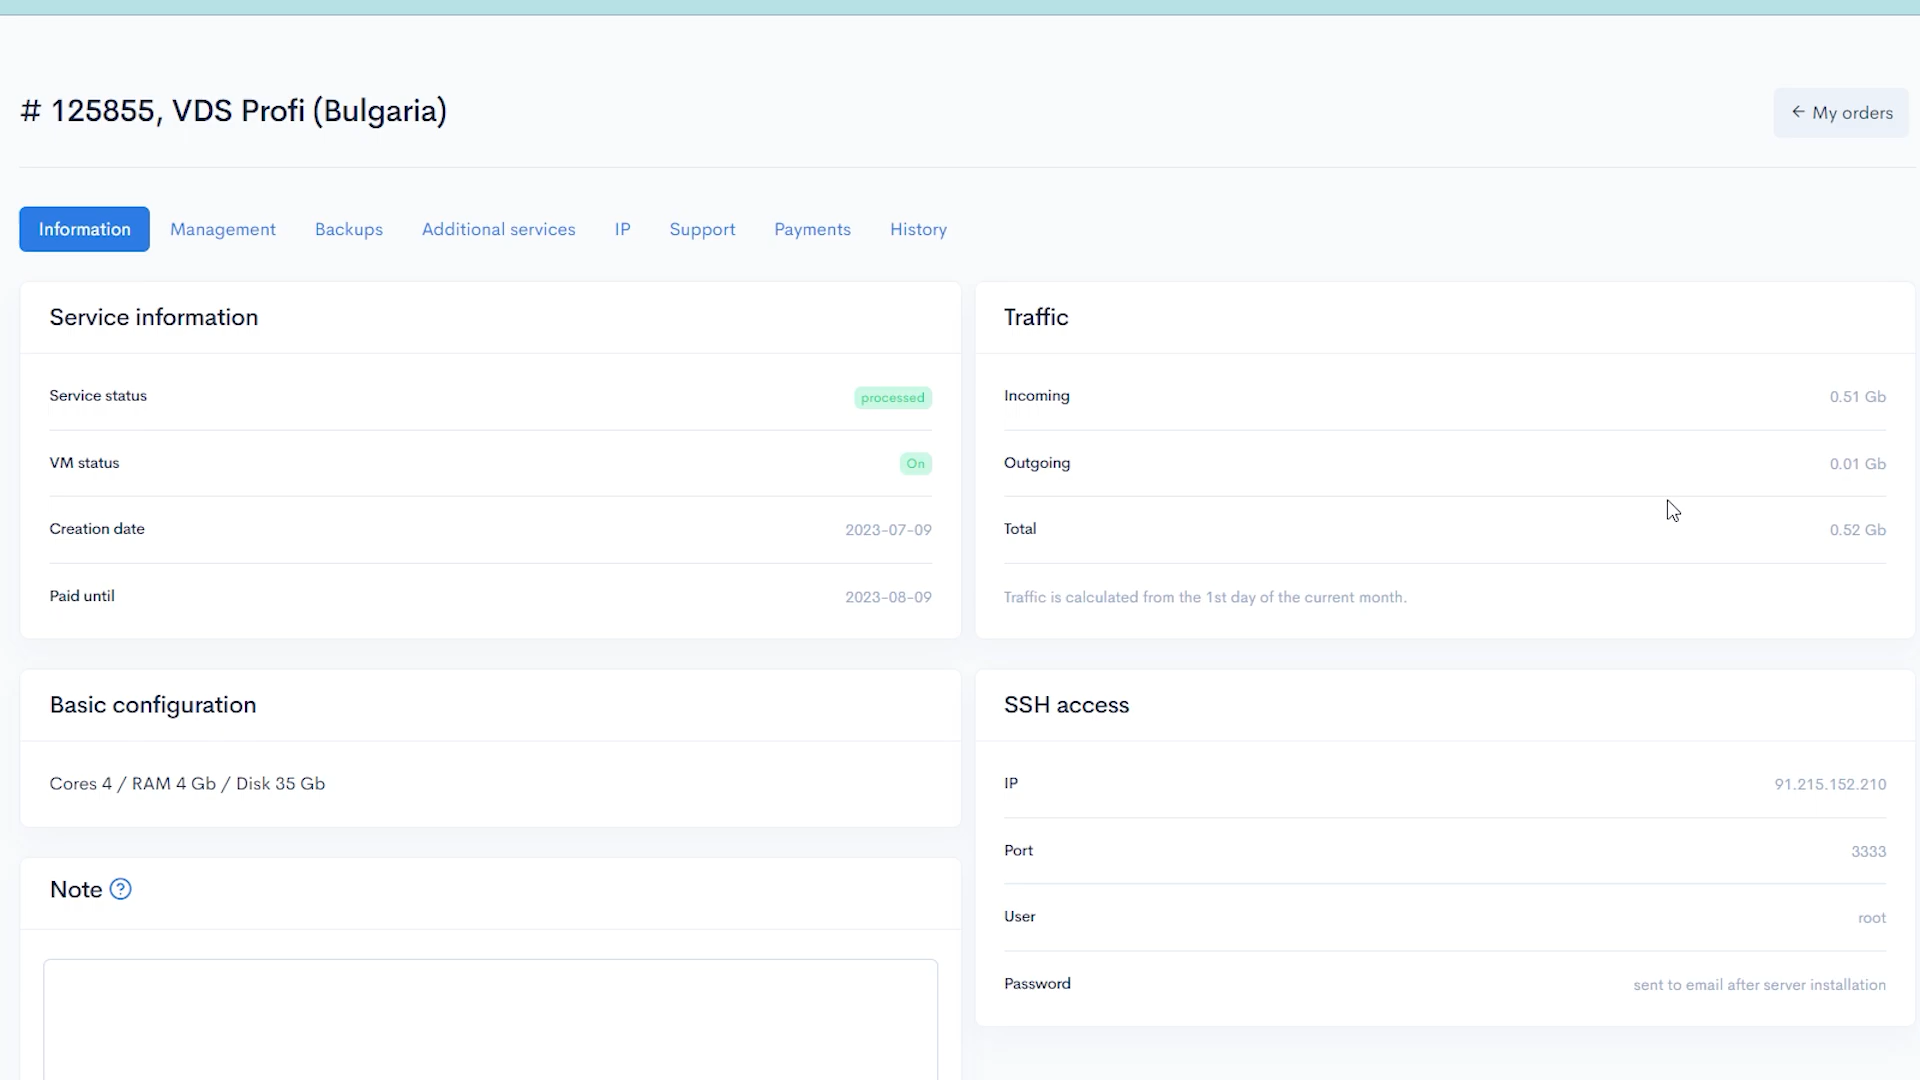 # 125855, VDS Profi (Bulgaria)
← My orders
Information Management Backups Additional services IP Support Payments History
Service information
Service status processed
VM status On
Creation date 2023-07-09
Paid until 2023-08-09
Traffic
Incoming 0.51 Gb
Outgoing 0.01 Gb
Total 0.52 Gb
Traffic is calculated from the 1st day of the current month.
Basic configuration
Cores 4 / RAM 4 Gb / Disk 35 Gb
SSH access
IP 91.215.152.210
Port 3333
User root
Password sent to email after server installation
Note ?